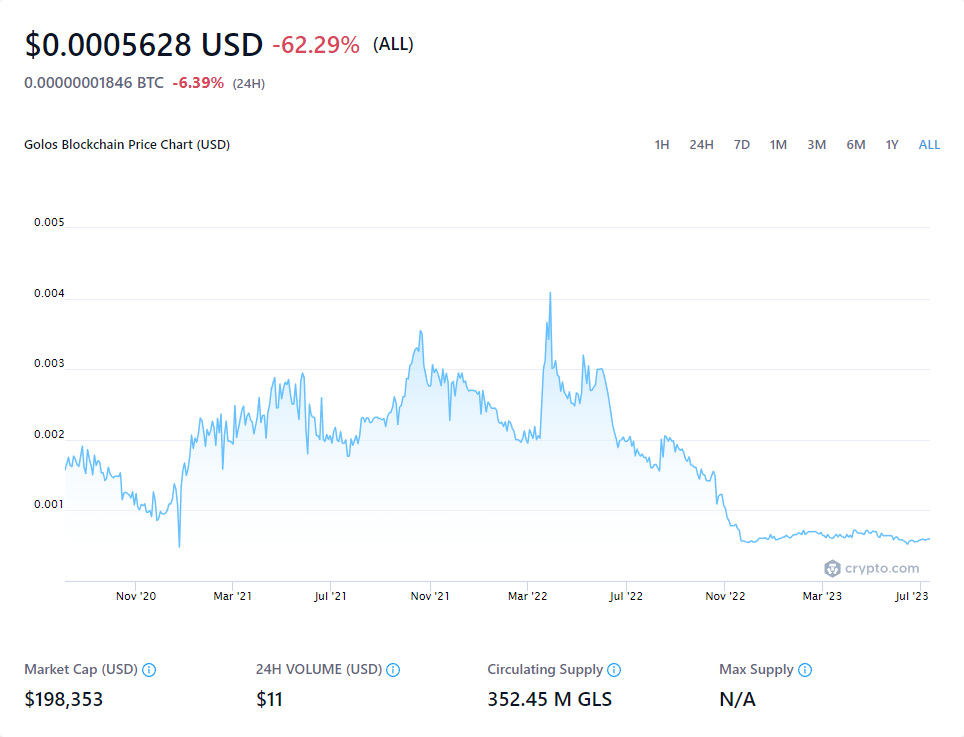 $0.0005628 USD -62.29% (ALL)
0.00000001846 BTC -6.39% (24H)
Golos Blockchain Price Chart (USD) 1H 24H 7D 1M 3M 6M 1Y ALL
0.005
0.004
0.003
0.002
0.001
crypto.com
Nov '20 Mar '21 Jul '21 Nov '21 Mar '22 Jul '22 Nov '22 Mar '23 Jul '23
Market Cap (USD) 24H VOLUME (USD) Circulating Supply Max Supply
$198,353 $11 352.45 M GLS N/A